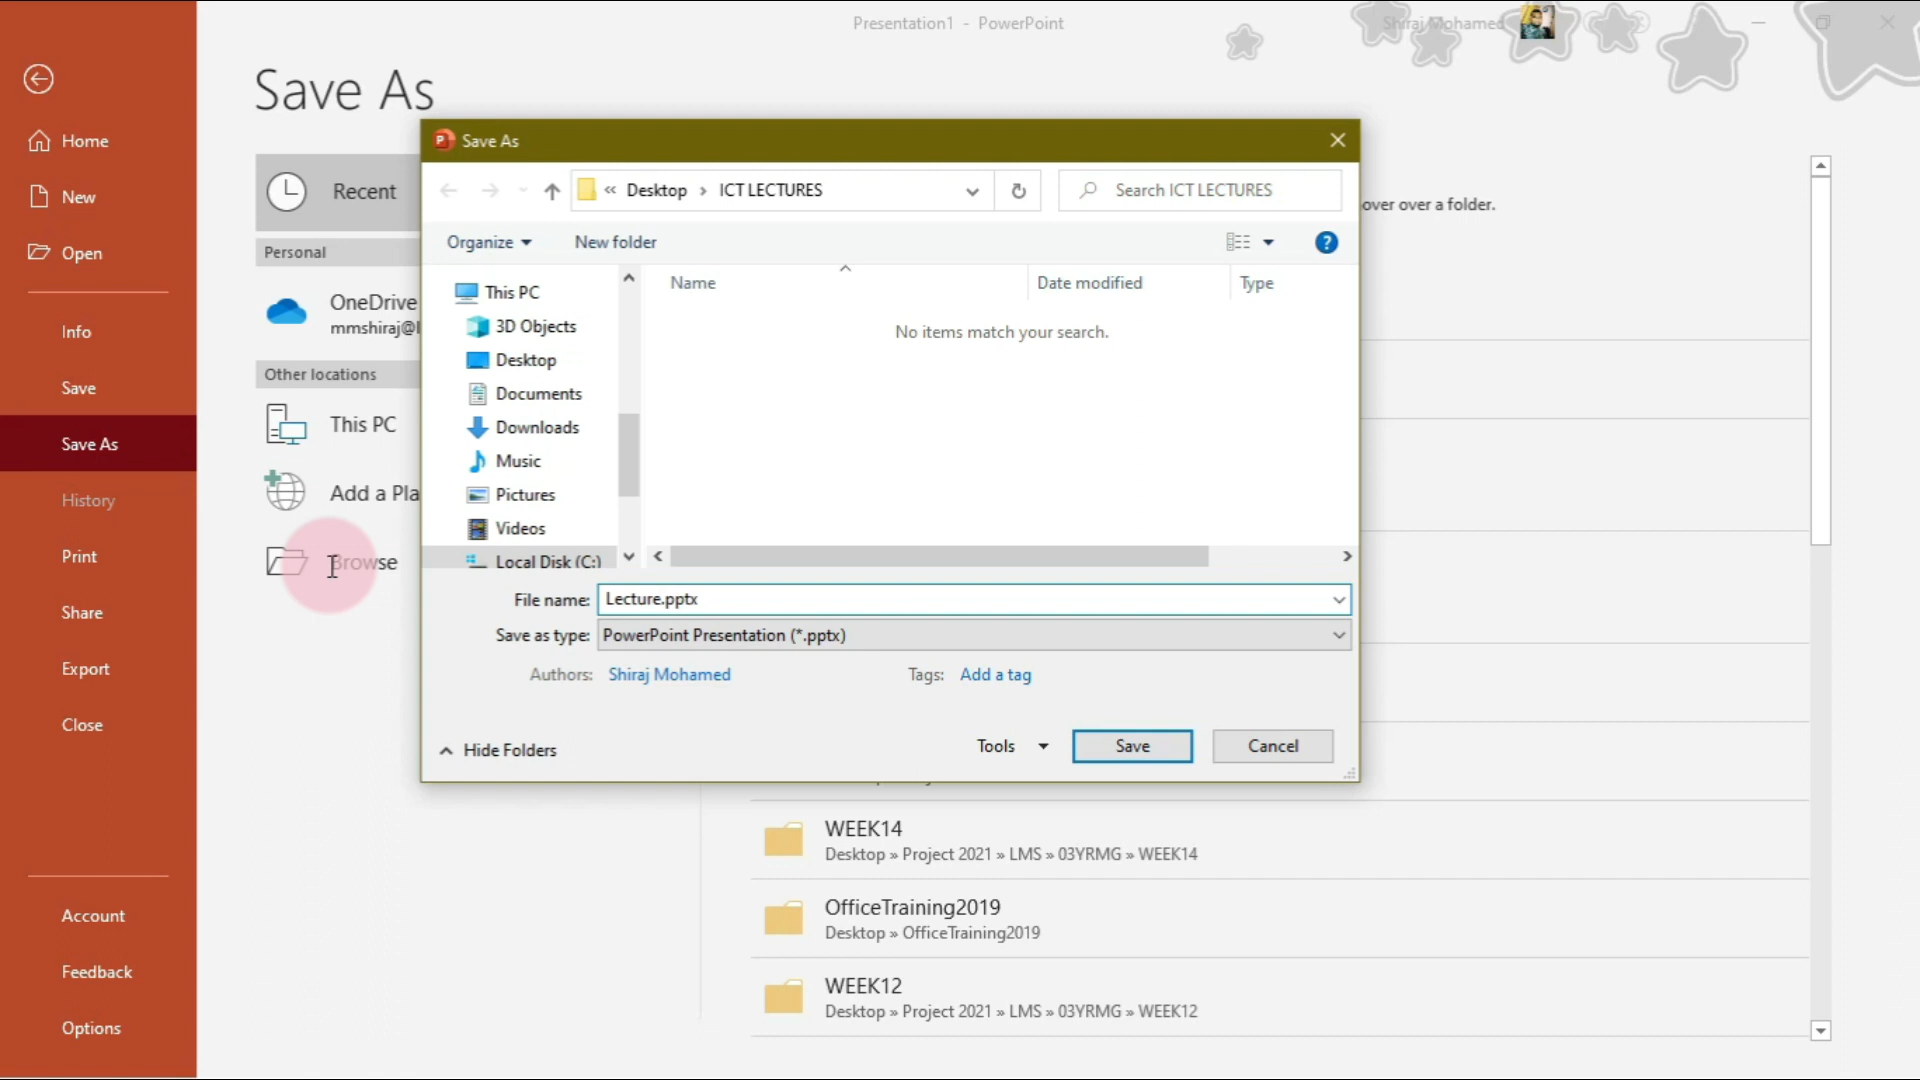 Presentation1 - PowerPoint
Shiraj Mohamed
Save As
Home
New
Open
Info
Save
Save As
History
Print
Share
Export
Close
Account
Feedback
Options
Recent
Personal
OneDrive
mmshiraj@
Other locations
This PC
Add a Pla
Browse
Save As
« Desktop › ICT LECTURES
Search ICT LECTURES
Organize
New folder
This PC
3D Objects
Desktop
Documents
Downloads
Music
Pictures
Videos
Local Disk (C:)
Name
Date modified
Type
No items match your search.
File name: Lecture.pptx
Save as type: PowerPoint Presentation (*.pptx)
Authors: Shiraj Mohamed
Tags: Add a tag
Hide Folders
Tools
Save
Cancel
over over a folder.
WEEK14
Desktop » Project 2021 » LMS » 03YRMG » WEEK14
OfficeTraining2019
Desktop » OfficeTraining2019
WEEK12
Desktop » Project 2021 » LMS » 03YRMG » WEEK12